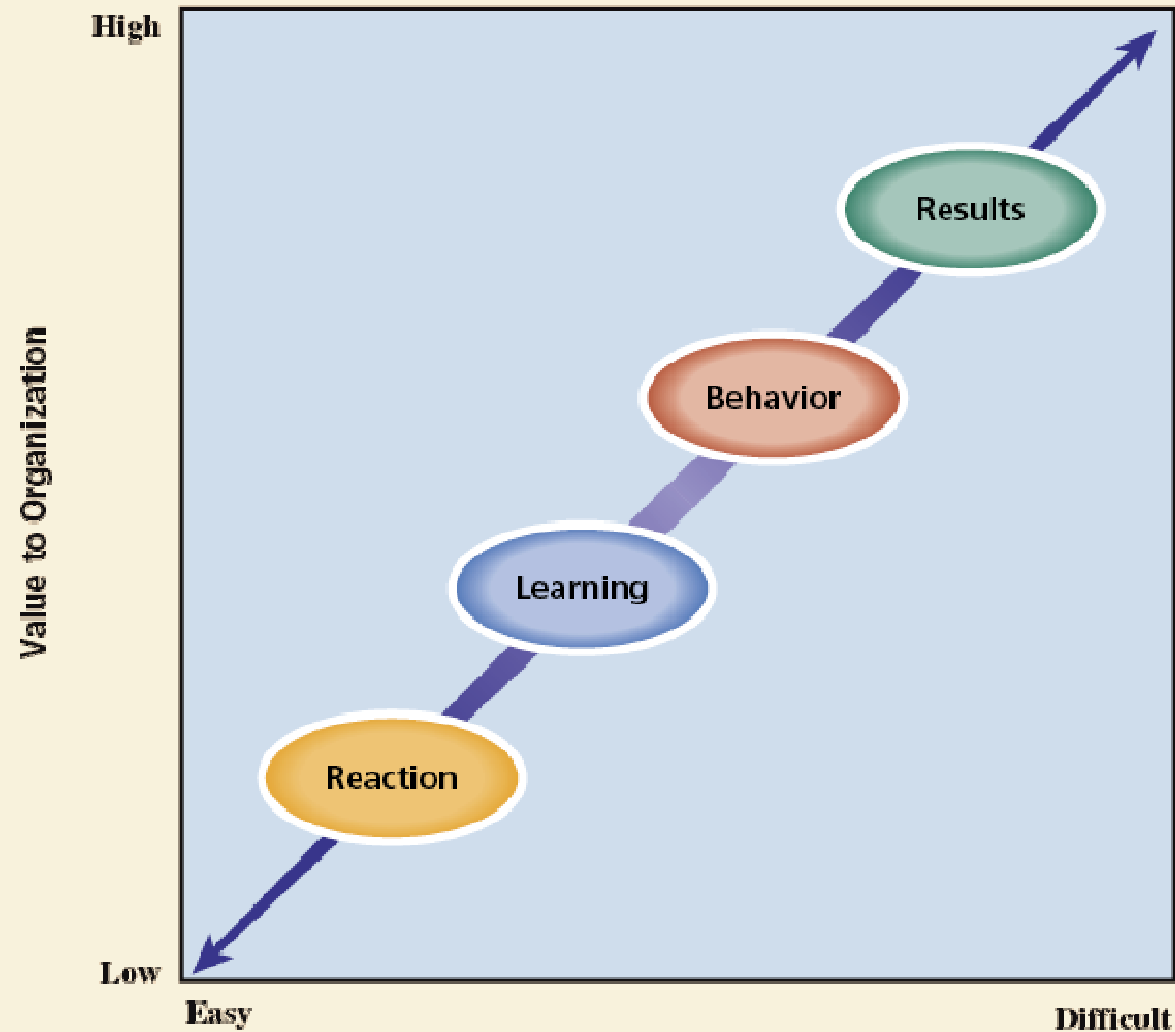 High
Results
Behavior
Value to Organization
Learning
Reaction
Low
Easy
Difficult